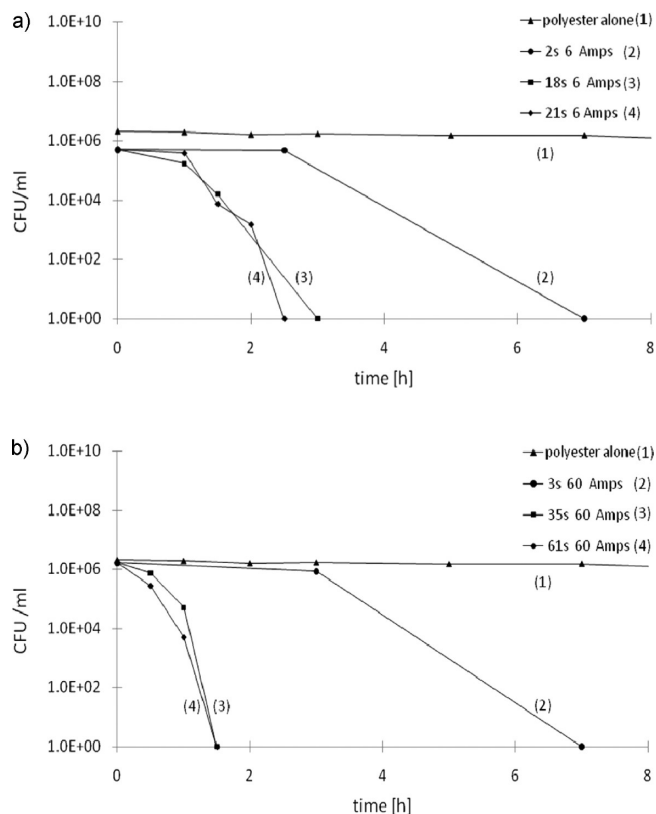 a)
1.0E+10
1.0E+08
1.0E+06
1.0E+04
1.0E+02
1.0E+00
CFU/ml
polyester alone (1)
2s 6 Amps (2)
18s 6 Amps (3)
21s 6 Amps (4)
(1)
(4)
(3)
(2)
0 2 4 6 8
time [h]
b)
1.0E+10
1.0E+08
1.0E+06
1.0E+04
1.0E+02
1.0E+00
CFU /ml
polyester alone (1)
3s 60 Amps (2)
35s 60 Amps (3)
61s 60 Amps (4)
(1)
(4)
(3)
(2)
0 2 4 6 8
time [h]